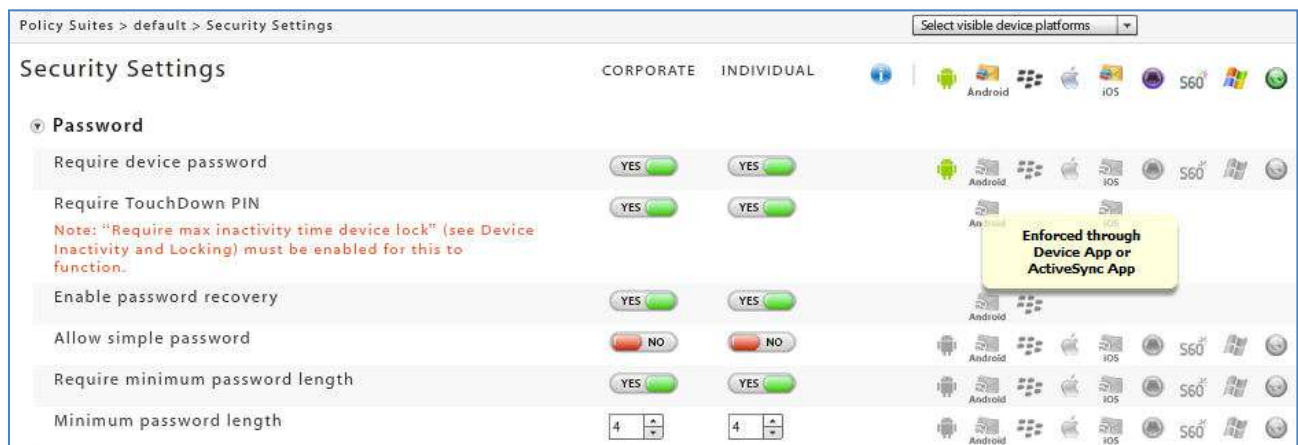 Policy Suites > default > Security Settings
Select visible device platforms
Security Settings
CORPORATE INDIVIDUAL
Android iOS S60
Password
Require device password YES YES Android iOS S60
Require TouchDown PIN YES YES
Note: "Require max inactivity time device lock" (see Device
Inactivity and Locking) must be enabled for this to
function.
Enforced through
Device App or
ActiveSync App
Enable password recovery YES YES Android
Allow simple password NO NO Android iOS S60
Require minimum password length YES YES Android iOS S60
Minimum password length 4 4 Android iOS S60